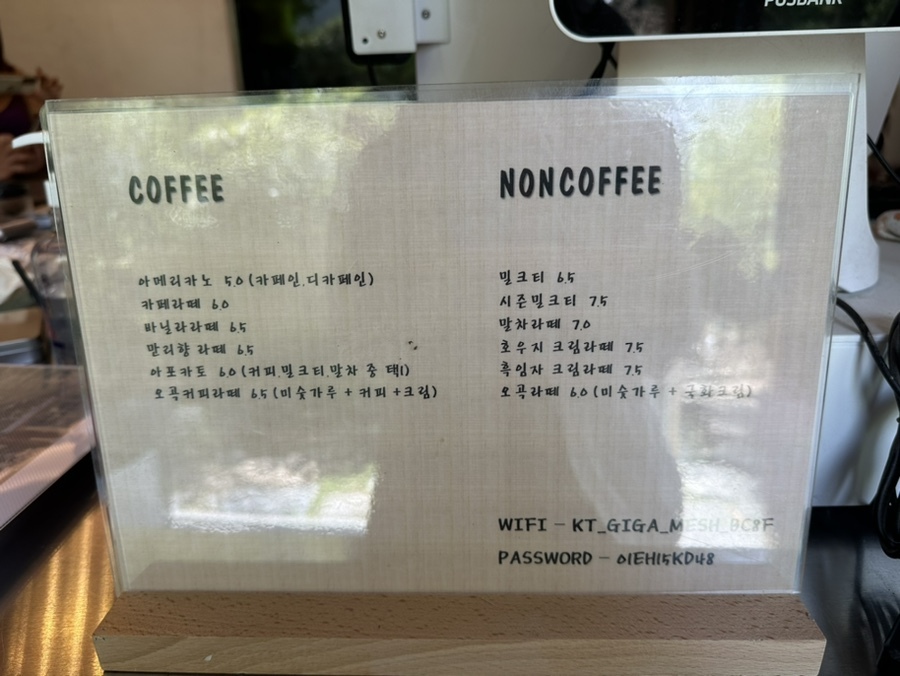 POSBANK
COFFEE
아메리카노 5.0 (카페인.디카페인)
카페라떼 6.0
바닐라라떼 6.5
말리향 라떼 6.5
아포카토 6.0 (커피,밀크티,말차 중 택1)
오곡커피라떼 6.5 (미숫가루 + 커피 +크림)
NONCOFFEE
밀크티 6.5
시즌밀크티 7.5
말차라떼 7.0
호우지 크림라떼 7.5
흑임자 크림라떼 7.5
오곡라떼 6.0 (미숫가루 + 국화크림)
WIFI - KT_GIGA_MESH_BC8F
PASSWORD - 01EH15KD48